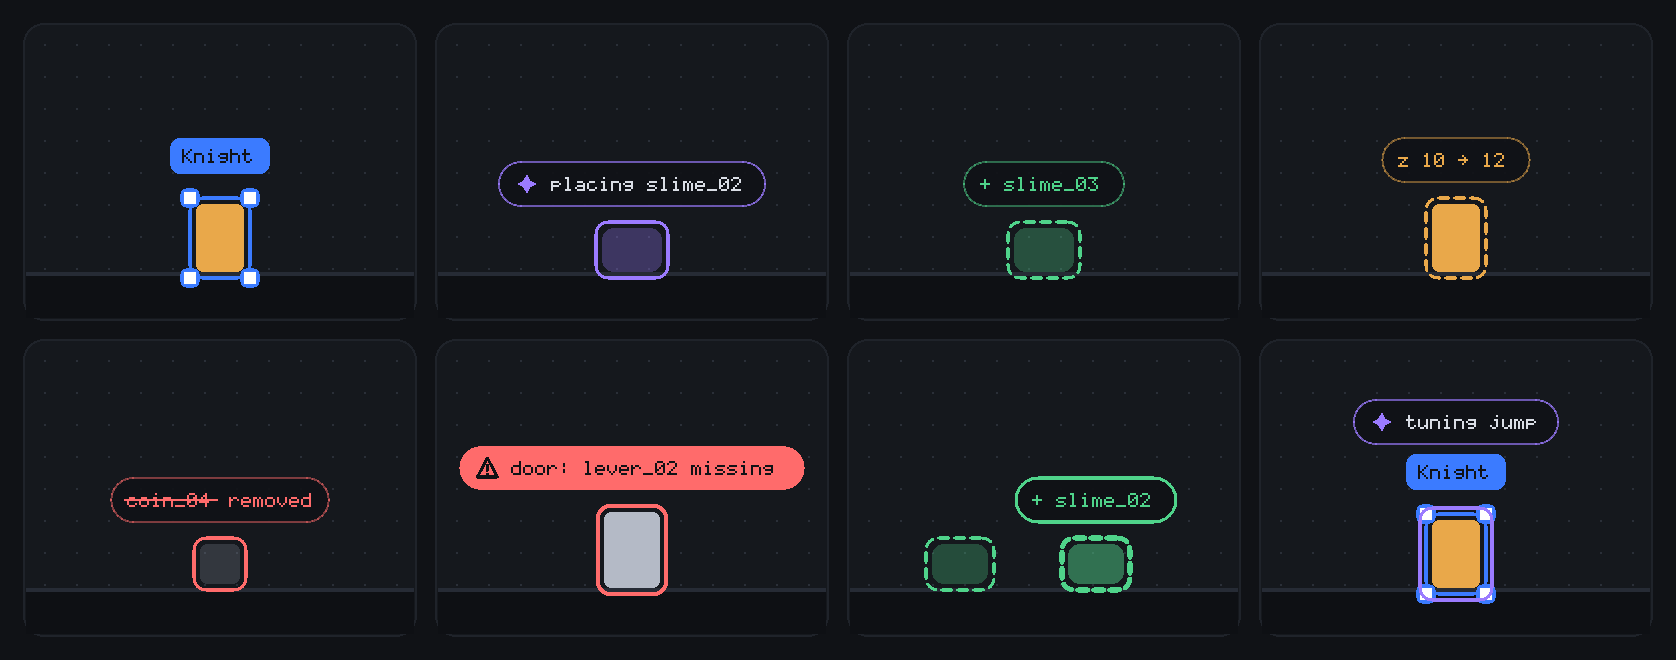 Knight
placing slime_02
+ slime_03
z 10 → 12
coin_04 removed
door: lever_02 missing
+ slime_02
tuning jump
Knight